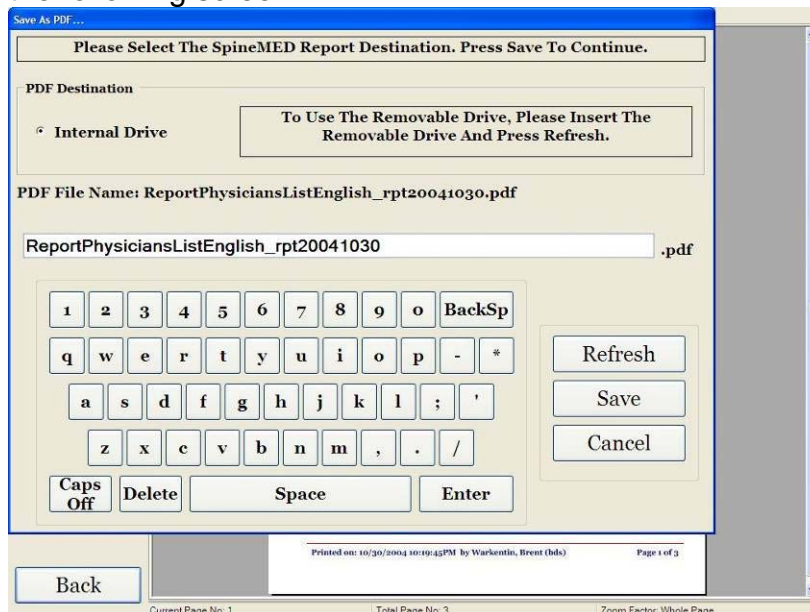 Save As PDF...
Please Select The SpineMED Report Destination. Press Save To Continue.
PDF Destination
Internal Drive
To Use The Removable Drive, Please Insert The
Removable Drive And Press Refresh.
PDF File Name: ReportPhysiciansListEnglish_rpt20041030.pdf
ReportPhysiciansListEnglish_rpt20041030 .pdf
1 2 3 4 5 6 7 8 9 0 BackSp
q w e r t y u i o p - *
a s d f g h j k l ; '
z x c v b n m , . /
Caps Off Delete Space Enter
Refresh
Save
Cancel
Printed on: 10/30/2004 10:19:45PM by Warkentin, Brent (hds) Page 1 of 3
Back
Current Page No: 1 Total Page No: 3 Zoom Factor: Whole Page